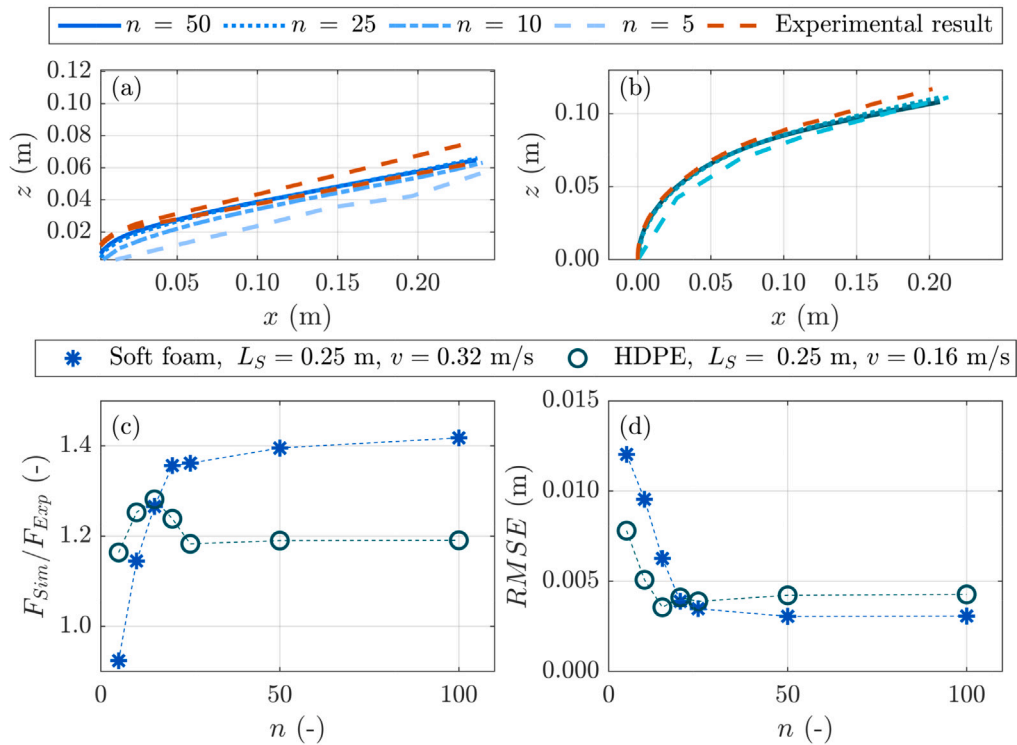 n = 50 n = 25 n = 10 n = 5 Experimental result
(a)
0.12
0.10
0.08
0.06
0.04
0.02
z (m)
0.05 0.10 0.15 0.20
x (m)
(b)
0.10
0.05
0.00
z (m)
0.00 0.05 0.10 0.15 0.20
x (m)
Soft foam, L_S = 0.25 m, v = 0.32 m/s HDPE, L_S = 0.25 m, v = 0.16 m/s
(c)
1.4
1.2
1.0
F_Sim/F_Exp (-)
0 50 100
n (-)
(d)
0.015
0.010
0.005
0.000
RMSE (m)
0 50 100
n (-)